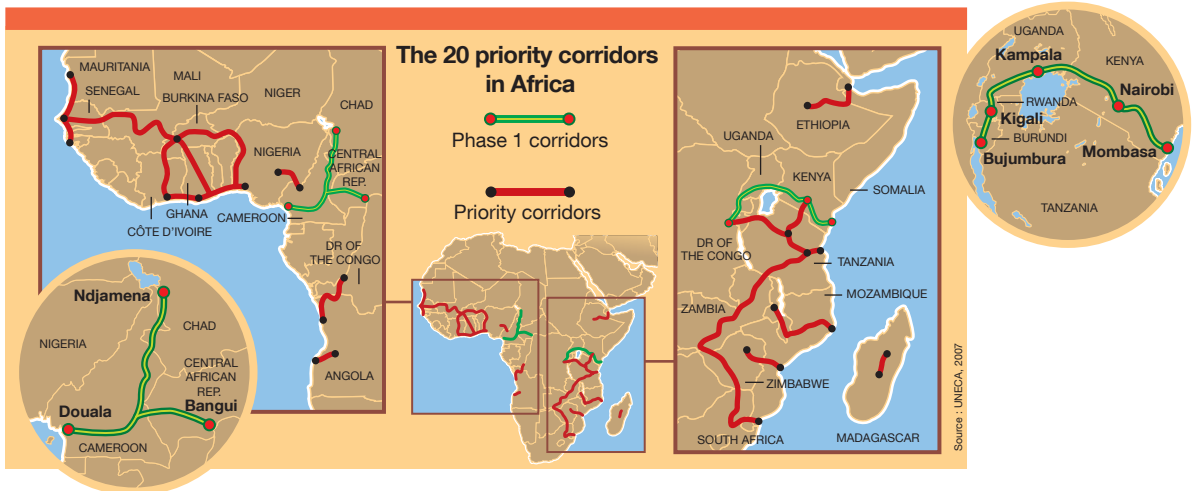 The 20 priority corridors
in Africa
Phase 1 corridors
Priority corridors
MAURITANIA
MALI
SENEGAL
BURKINA FASO
NIGER
CHAD
NIGERIA
CENTRAL
AFRICAN
REP.
GHANA
CAMEROON
CÔTE D'IVOIRE
DR OF
THE CONGO
ANGOLA
Ndjamena
CHAD
NIGERIA
CENTRAL
AFRICAN
REP.
Douala
Bangui
CAMEROON
ETHIOPIA
UGANDA
KENYA
SOMALIA
DR OF
THE CONGO
TANZANIA
MOZAMBIQUE
ZAMBIA
ZIMBABWE
SOUTH AFRICA
MADAGASCAR
Source : UNECA, 2007
UGANDA
Kampala
KENYA
Nairobi
RWANDA
Kigali
BURUNDI
Bujumbura
Mombasa
TANZANIA